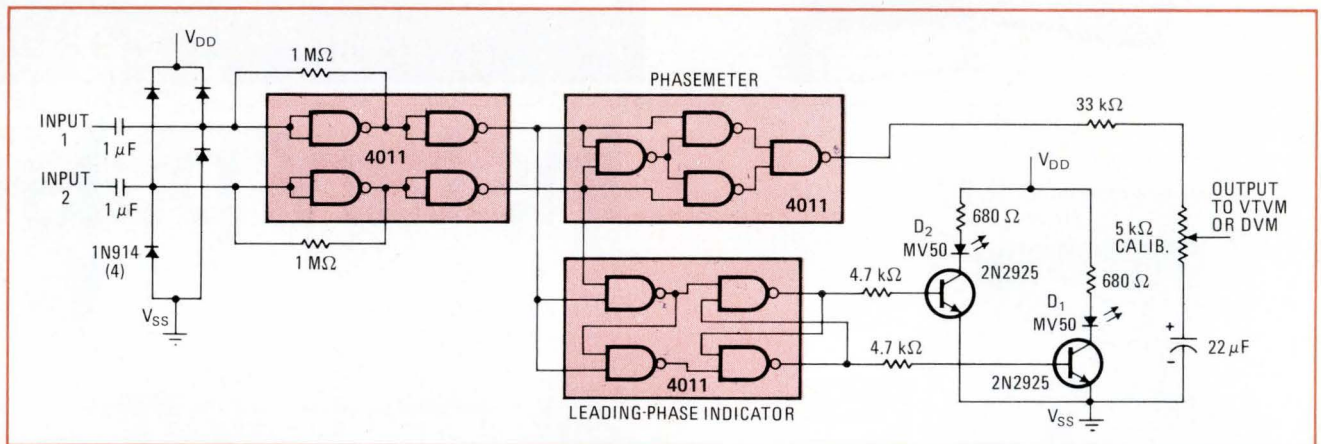 V_DD
1 MΩ
INPUT
1
1 µF
4011
INPUT
2
1 µF
1N914
(4)
1 MΩ
V_SS
PHASEMETER
4011
33 kΩ
V_DD
680 Ω
D₂
MV50
4.7 kΩ
2N2925
OUTPUT
TO VTVM
OR DVM
5 kΩ
CALIB.
680 Ω
D₁
MV50
4.7 kΩ
2N2925
+
22 µF
−
4011
LEADING-PHASE INDICATOR
V_SS